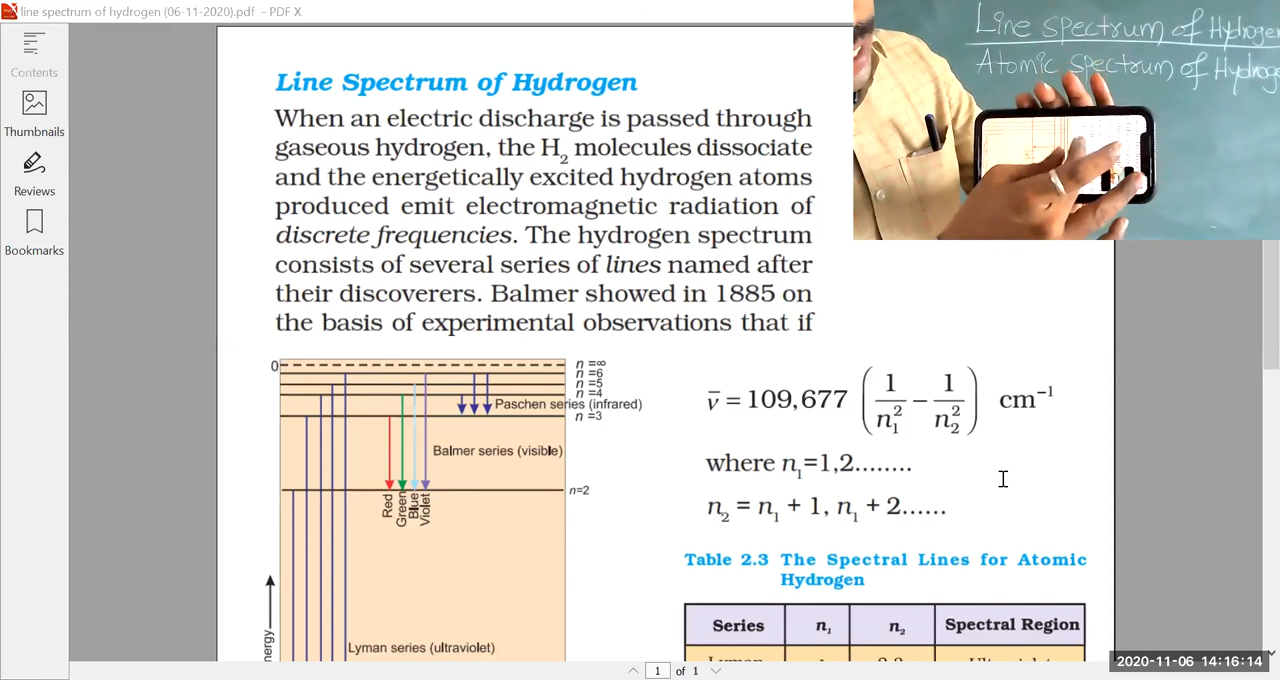 line spectrum of hydrogen (06-11-2020).pdf - PDF X
Contents
Thumbnails
Reviews
Bookmarks
Line spectrum of Hydrogen
Atomic spectrum of Hydrog
Line Spectrum of Hydrogen
When an electric discharge is passed through
gaseous hydrogen, the H₂ molecules dissociate
and the energetically excited hydrogen atoms
produced emit electromagnetic radiation of
discrete frequencies. The hydrogen spectrum
consists of several series of lines named after
their discoverers. Balmer showed in 1885 on
the basis of experimental observations that if
0
n =∞
n =6
n =5
n =4
Paschen series (infrared)
n =3
Balmer series (visible)
n=2
Red
Green
Blue
Violet
Lyman series (ultraviolet)
nergy
ν̄ = 109,677 (1/n₁² − 1/n₂²) cm⁻¹
where n₁=1,2........
n₂ = n₁ + 1, n₁ + 2......
Table 2.3 The Spectral Lines for Atomic
Hydrogen
Series n₁ n₂ Spectral Region
1 of 1
2020-11-06 14:16:14